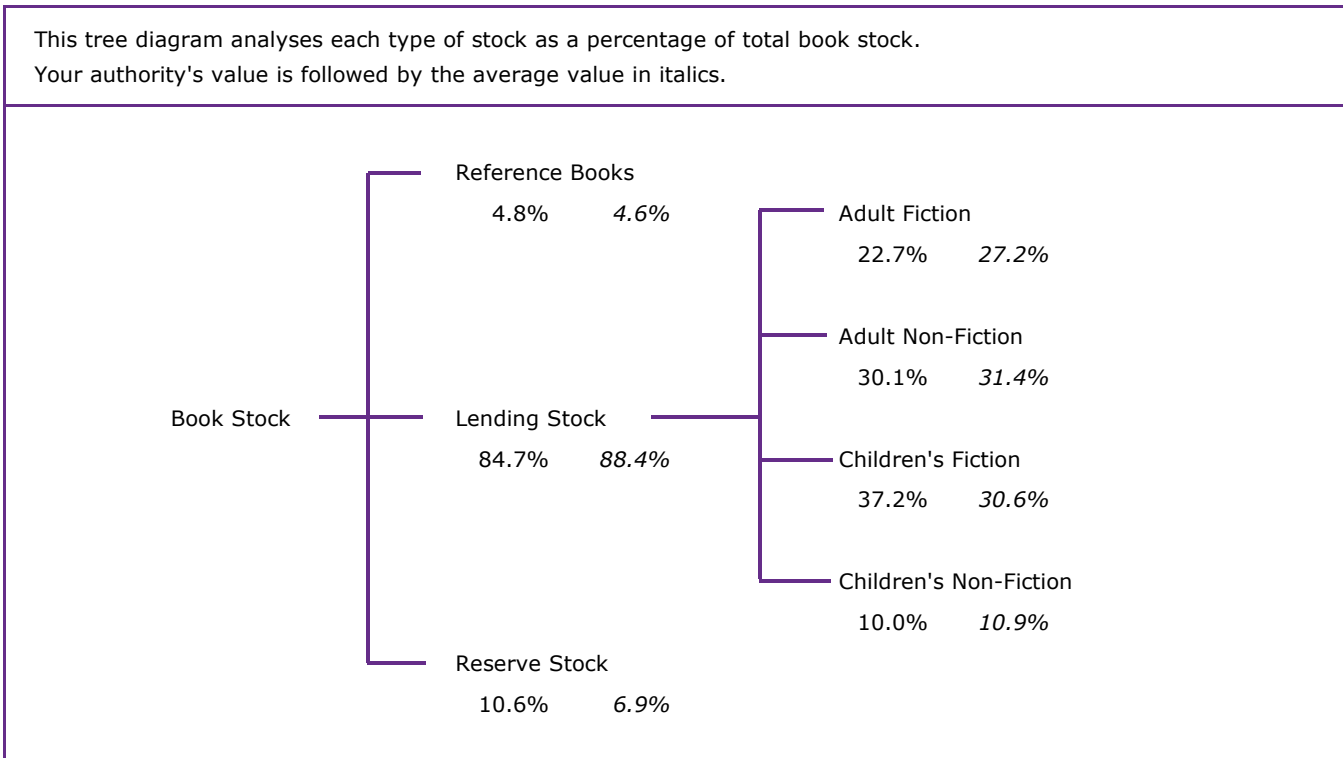 This tree diagram analyses each type of stock as a percentage of total book stock.
Your authority's value is followed by the average value in italics.
Reference Books
4.8% 4.6%
Adult Fiction
22.7% 27.2%
Adult Non-Fiction
30.1% 31.4%
Book Stock
Lending Stock
84.7% 88.4%
Children's Fiction
37.2% 30.6%
Children's Non-Fiction
10.0% 10.9%
Reserve Stock
10.6% 6.9%